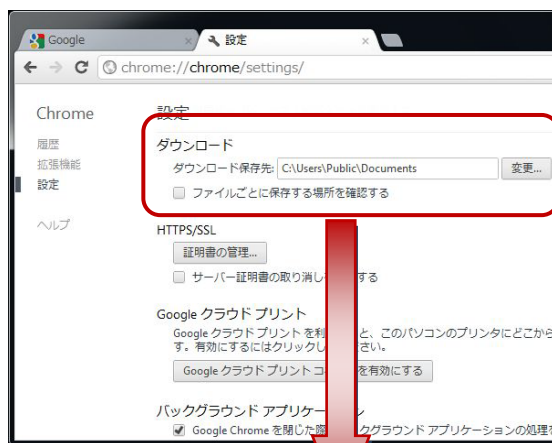 Google
設定
chrome://chrome/settings/
Chrome
設定
履歴
拡張機能
設定
ヘルプ
ダウンロード
ダウンロード保存先: C:\Users\Public\Documents 変更...
ファイルごとに保存する場所を確認する
HTTPS/SSL
証明書の管理...
サーバー証明書の取り消し する
Google クラウド プリント
Google クラウド プリント を利 と、このパソコンのプリンタにどこから
す。有効にするにはクリックし さい。
Google クラウド プリント コ を有効にする
バックグラウンド アプリケーション
Google Chrome を閉じた際 クグラウンド アプリケーションの処理を